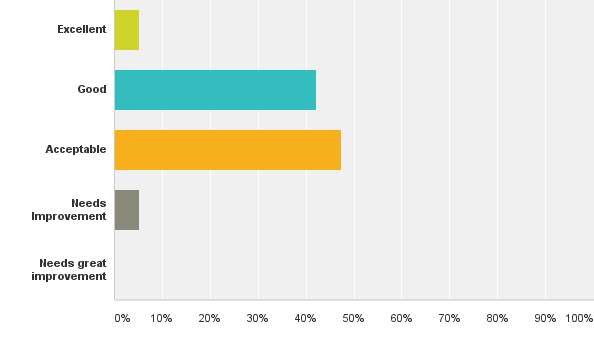 Excellent
Good
Acceptable
Needs
Improvement
Needs great
improvement
0% 10% 20% 30% 40% 50% 60% 70% 80% 90% 100%